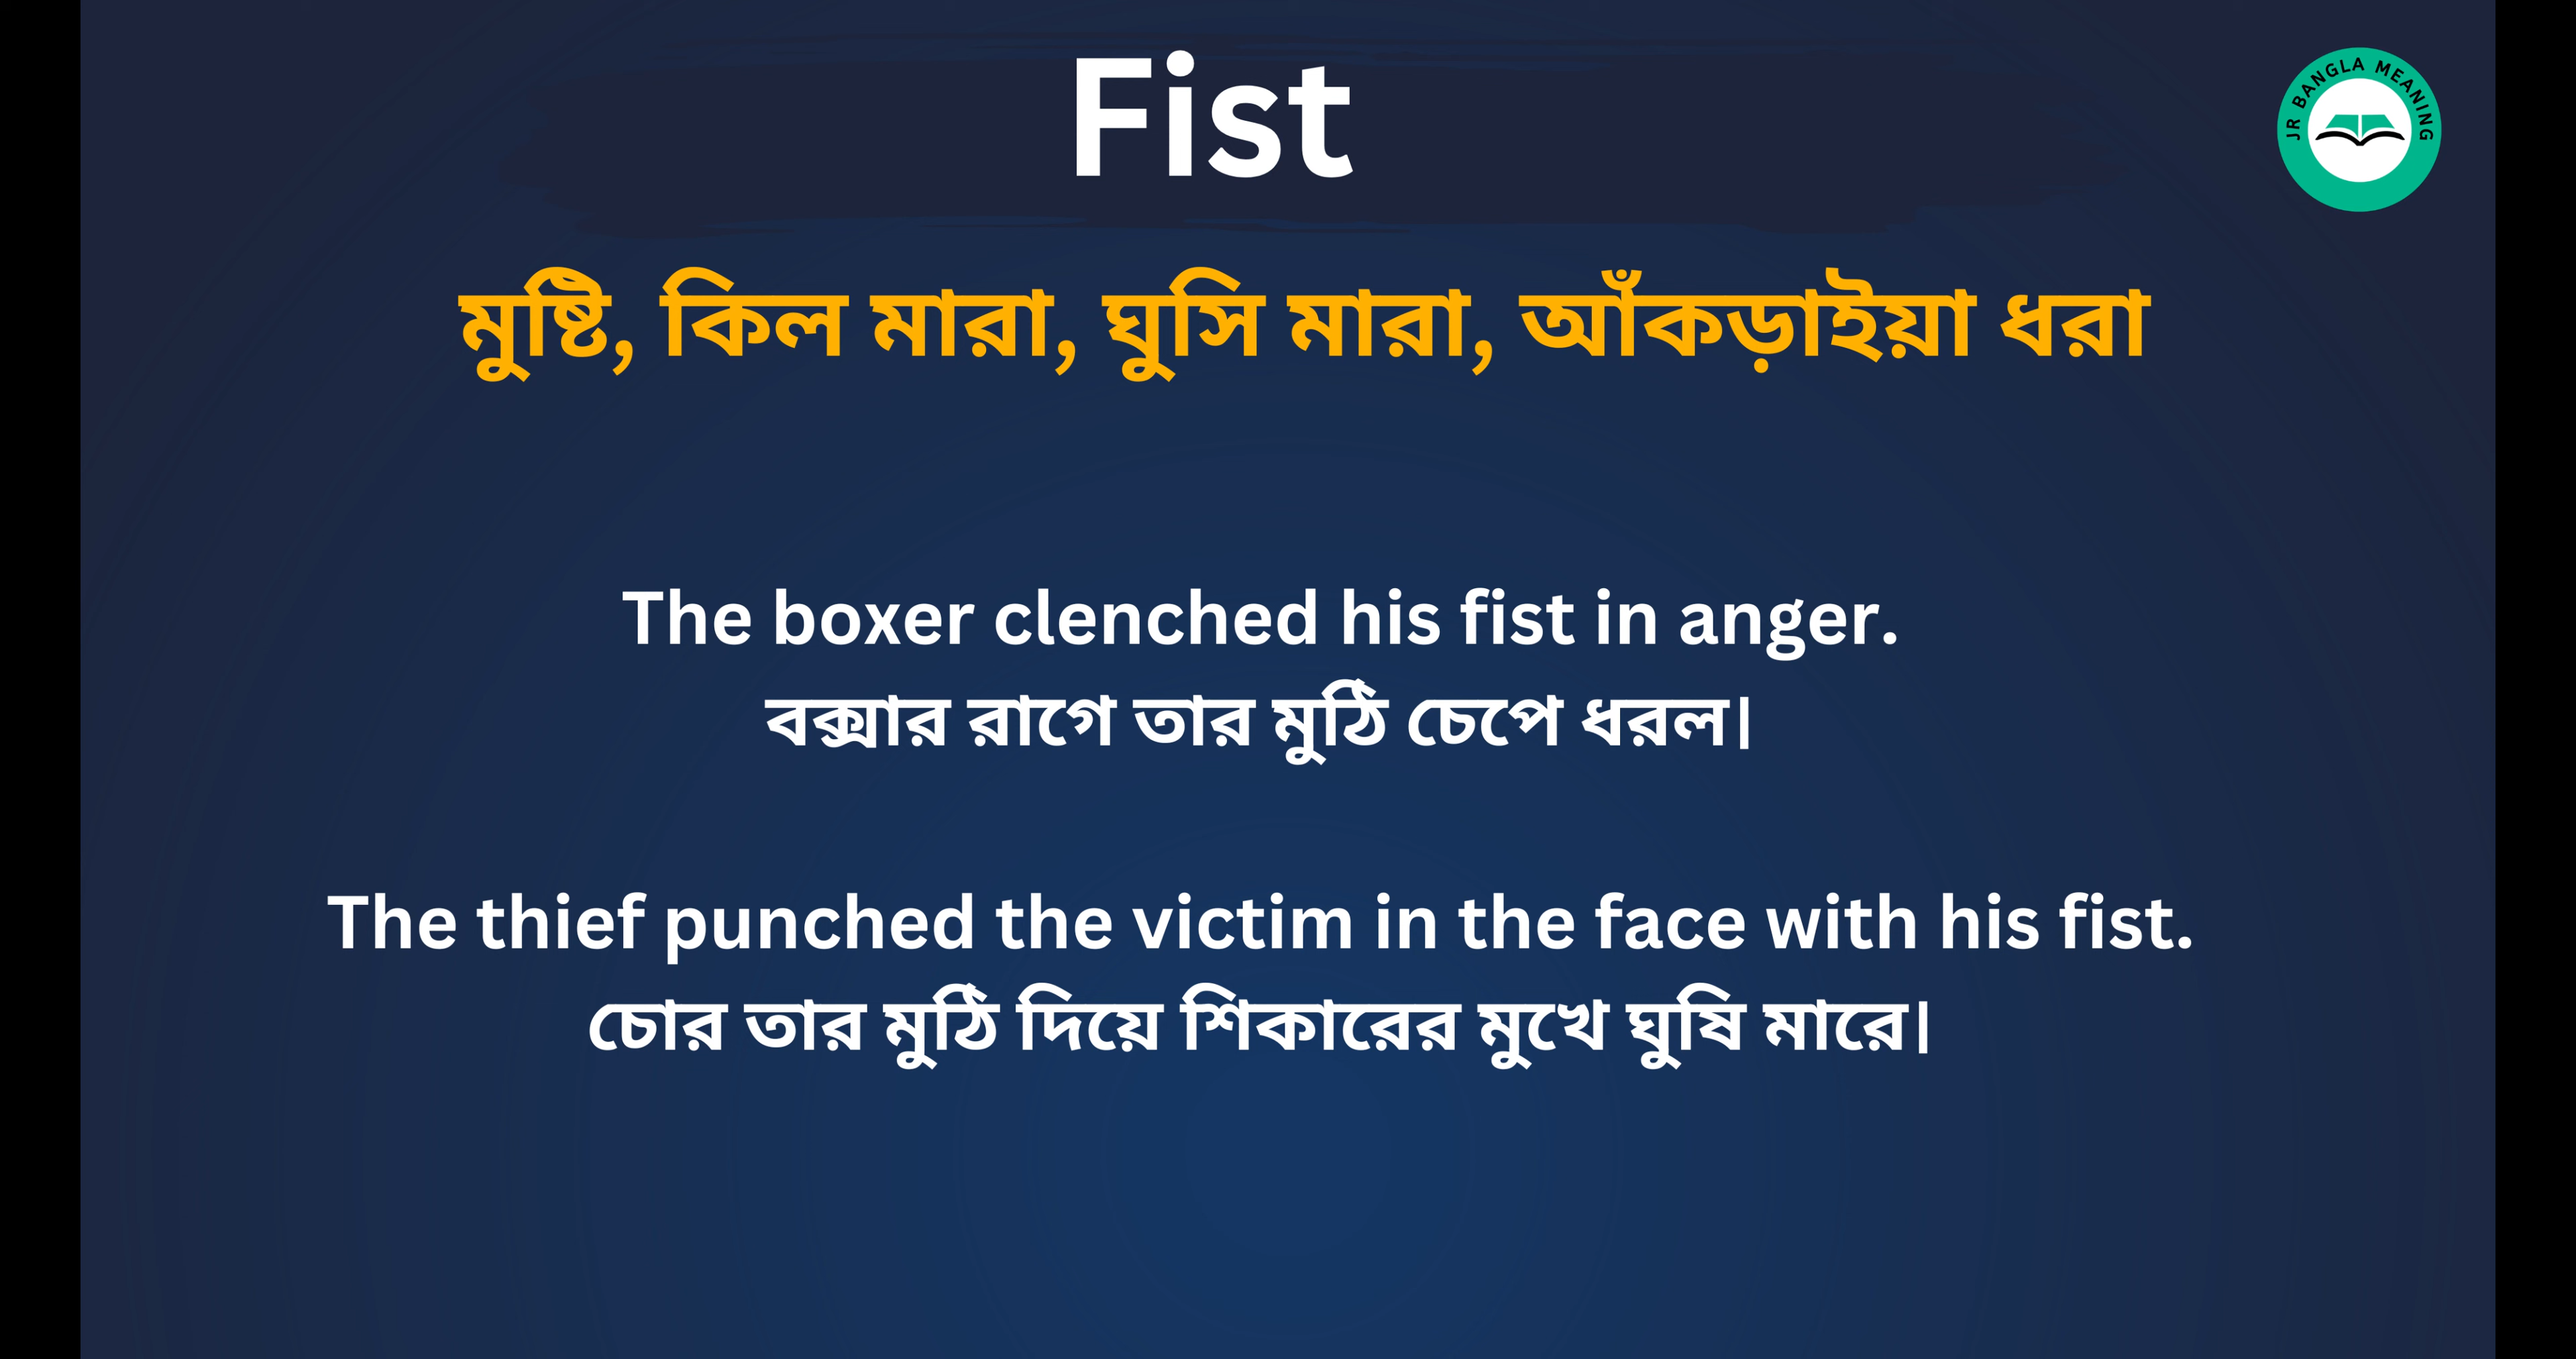 Fist
JR BANGLA MEANING
মুষ্টি, কিল মারা, ঘুসি মারা, আঁকড়াইয়া ধরা
The boxer clenched his fist in anger.
বক্সার রাগে তার মুঠি চেপে ধরল।
The thief punched the victim in the face with his fist.
চোর তার মুঠি দিয়ে শিকারের মুখে ঘুষি মারে।